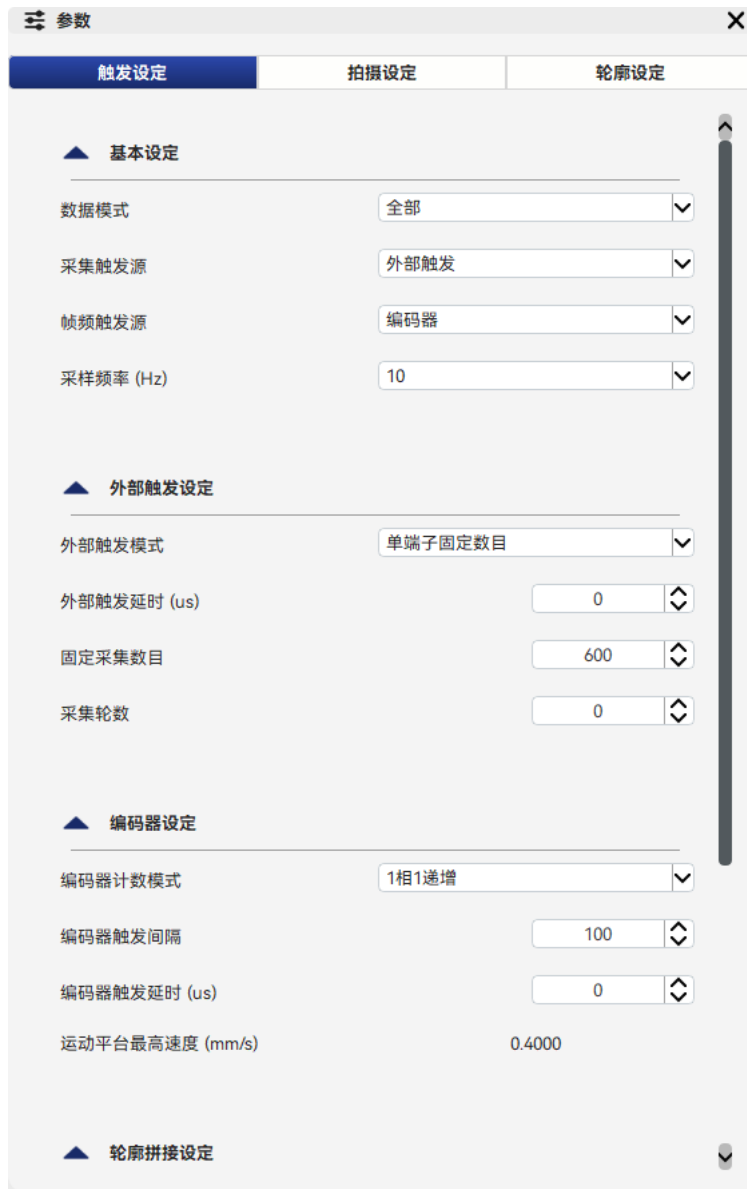 参数
触发设定 拍摄设定 轮廓设定
基本设定
数据模式 全部
采集触发源 外部触发
帧频触发源 编码器
采样频率 (Hz) 10
外部触发设定
外部触发模式 单端子固定数目
外部触发延时 (us) 0
固定采集数目 600
采集轮数 0
编码器设定
编码器计数模式 1相1递增
编码器触发间隔 100
编码器触发延时 (us) 0
运动平台最高速度 (mm/s) 0.4000
轮廓拼接设定